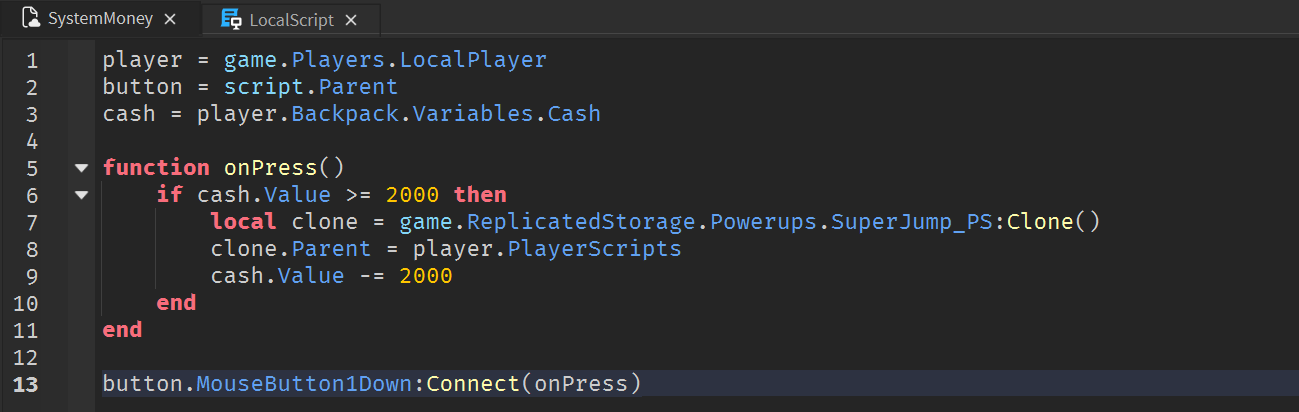 SystemMoney × LocalScript ×
1 player = game.Players.LocalPlayer
2 button = script.Parent
3 cash = player.Backpack.Variables.Cash
4
5 function onPress()
6 if cash.Value >= 2000 then
7 local clone = game.ReplicatedStorage.Powerups.SuperJump_PS:Clone()
8 clone.Parent = player.PlayerScripts
9 cash.Value -= 2000
10 end
11 end
12
13 button.MouseButton1Down:Connect(onPress)